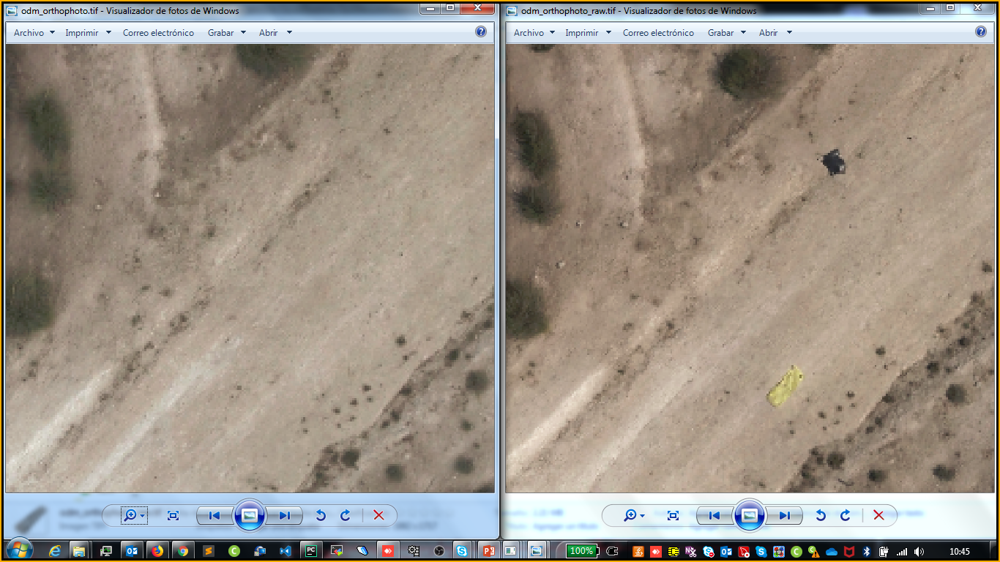 odm_orthophoto.tif - Visualizador de fotos de Windows
Archivo Imprimir Correo electrónico Grabar Abrir
odm_orthophoto_raw.tif - Visualizador de fotos de Windows
Archivo Imprimir Correo electrónico Grabar Abrir
100%
10:45